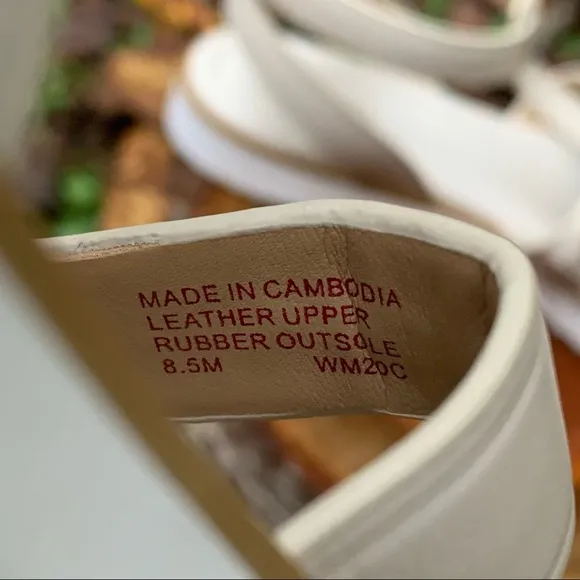 MADE IN CAMBODIA
LEATHER UPPER
RUBBER OUTSOLE
8.5M WM20C